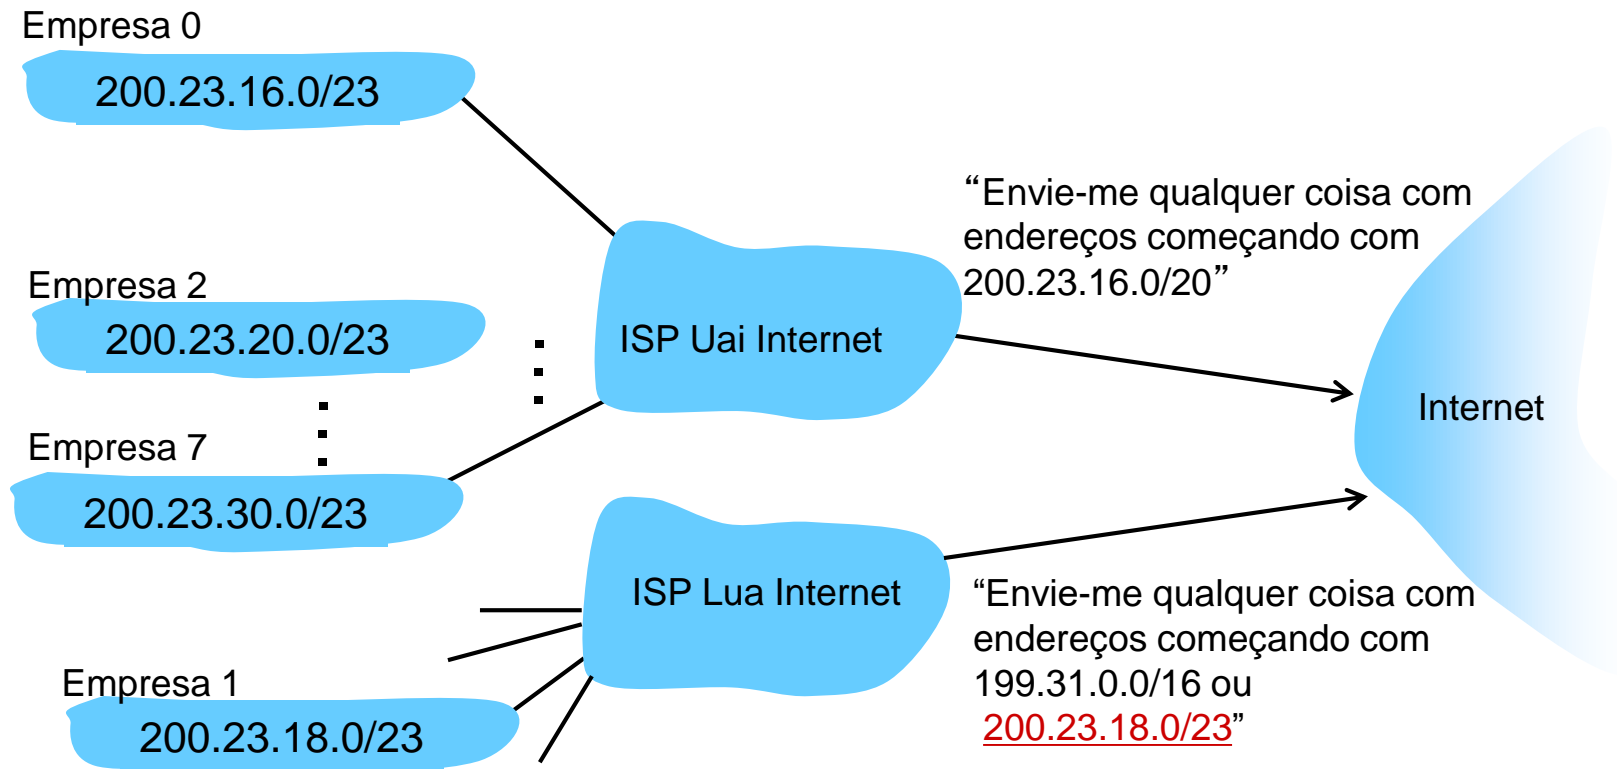 Empresa 0
200.23.16.0/23
“Envie-me qualquer coisa com
endereços começando com
200.23.16.0/20”
Empresa 2
200.23.20.0/23
ISP Uai Internet
Internet
Empresa 7
200.23.30.0/23
ISP Lua Internet
“Envie-me qualquer coisa com
endereços começando com
199.31.0.0/16 ou
200.23.18.0/23”
Empresa 1
200.23.18.0/23